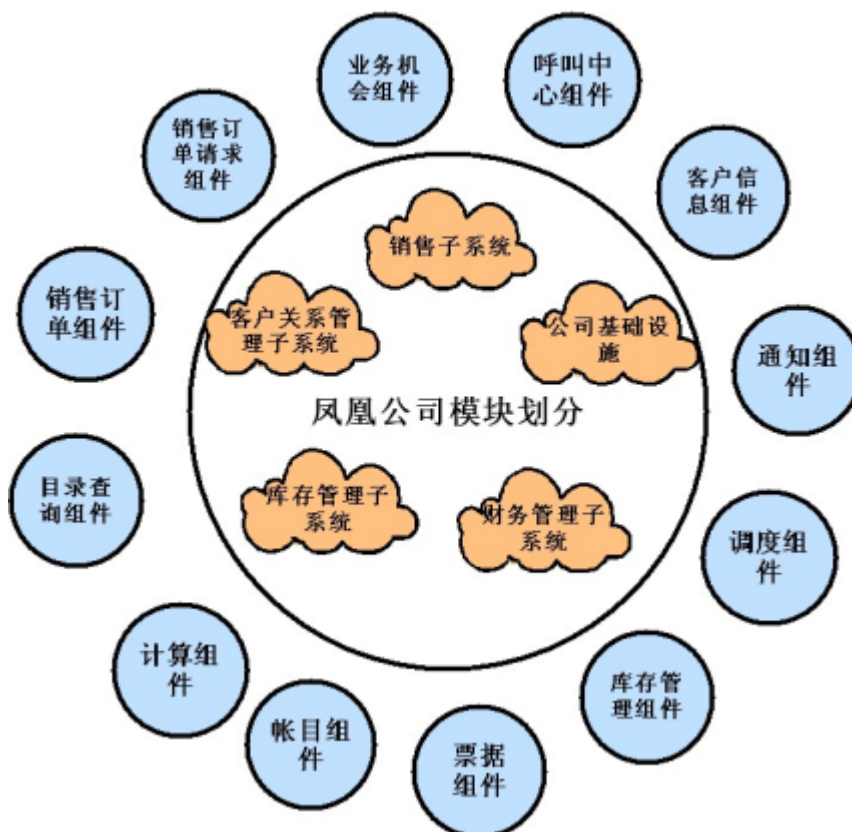 业务机
会组件
呼叫中
心组件
销售订
单请求
组件
客户信
息组件
销售子系统
销售订
单组件
客户关系管
理子系统
公司基础设
施
通知组
件
凤凰公司模块划分
目录查
询组件
库存管理子
系统
财务管理子
系统
调度组
件
计算组
件
库存管
理组件
帐目组
件
票据
组件